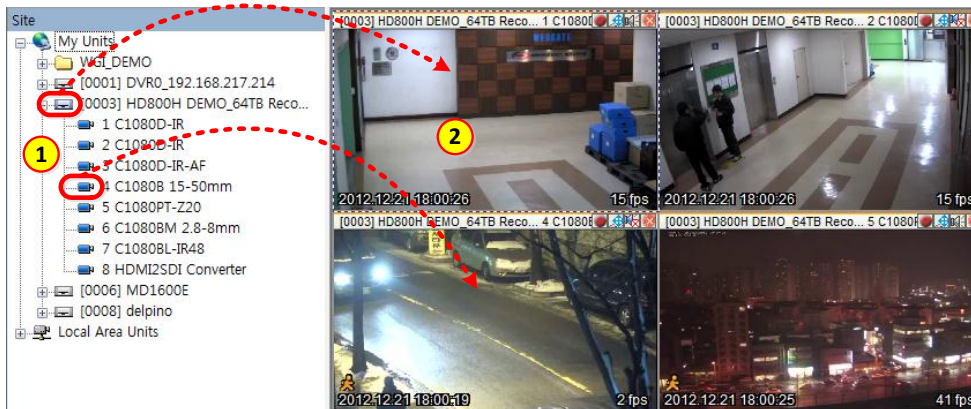 Site
My Units
WGI_DEMO
[0001] DVR0_192.168.217.214
[0003] HD800H DEMO_64TB Reco...
1 C1080D-IR
2 C1080D-IR
3 C1080D-IR-AF
4 C1080B 15-50mm
5 C1080PT-Z20
6 C1080BM 2.8-8mm
7 C1080BL-IR48
8 HDMI2SDI Converter
[0006] MD1600E
[0008] delpino
Local Area Units
1
2
[0003] HD800H DEMO_64TB Reco... 1 C1080
WEBGATE
2012.12.21 18:00:26 15 fps
[0003] HD800H DEMO_64TB Reco... 2 C1080
2012.12.21 18:00:26 15 fps
[0003] HD800H DEMO_64TB Reco... 4 C1080
2012.12.21 18:00:19 2 fps
[0003] HD800H DEMO_64TB Reco... 5 C1080
2012.12.21 18:00:25 41 fps